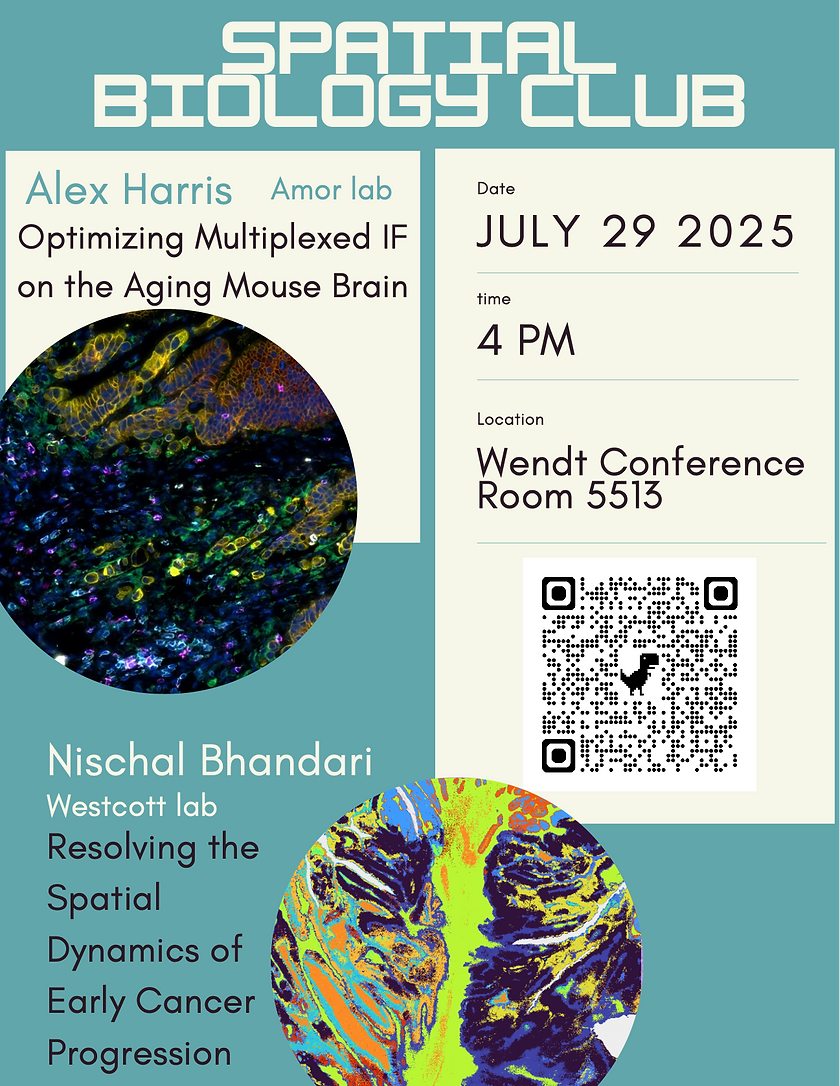 SPATIAL
BIOLOGY CLUB
Alex Harris Amor lab
Optimizing Multiplexed IF
on the Aging Mouse Brain
Date
JULY 29 2025
time
4 PM
Location
Wendt Conference
Room 5513
Nischal Bhandari
Westcott lab
Resolving the
Spatial
Dynamics of
Early Cancer
Progression